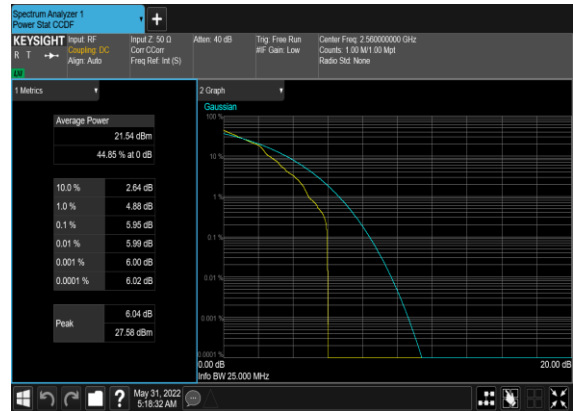 Spectrum Analyzer 1
Power Stat CCDF
+
KEYSIGHT
R T
LW
Input: RF
Coupling: DC
Align: Auto
Input Z: 50 Ω
Corr CCorr
Freq Ref: Int (S)
Atten: 40 dB
Trig: Free Run
#IF Gain: Low
Center Freq: 2.560000000 GHz
Counts: 1.00 M/1.00 Mpt
Radio Std: None
1 Metrics
Average Power
21.54 dBm
44.85 % at 0 dB
10.0 % 2.64 dB
1.0 % 4.88 dB
0.1 % 5.95 dB
0.01 % 5.99 dB
0.001 % 6.00 dB
0.0001 % 6.02 dB
Peak
6.04 dB
27.58 dBm
2 Graph
Gaussian
100 %
10 %
1 %
0.1 %
0.01 %
0.001 %
0.0001 %
0.00 dB
20.00 dB
Info BW 25.000 MHz
?
May 31, 2022
5:18:32 AM